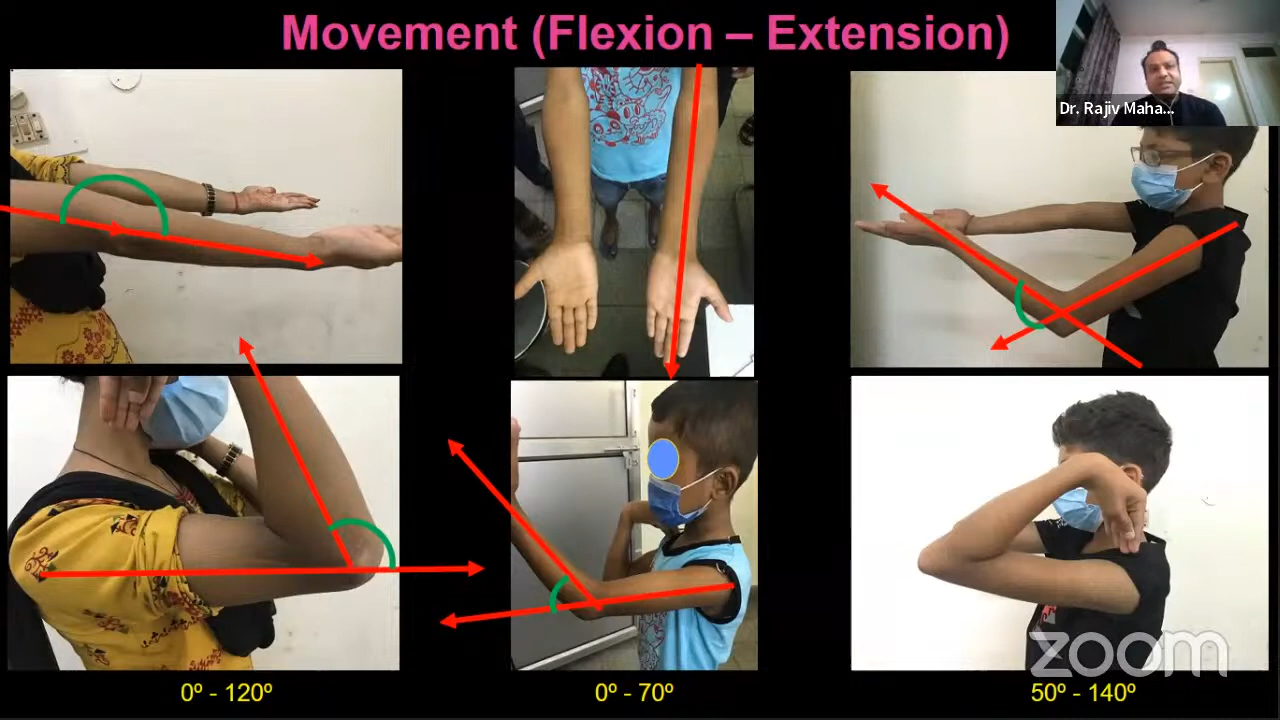 Movement (Flexion – Extension)
Dr. Rajiv Maha...
zoom
0º - 120º
0º - 70º
50º - 140º